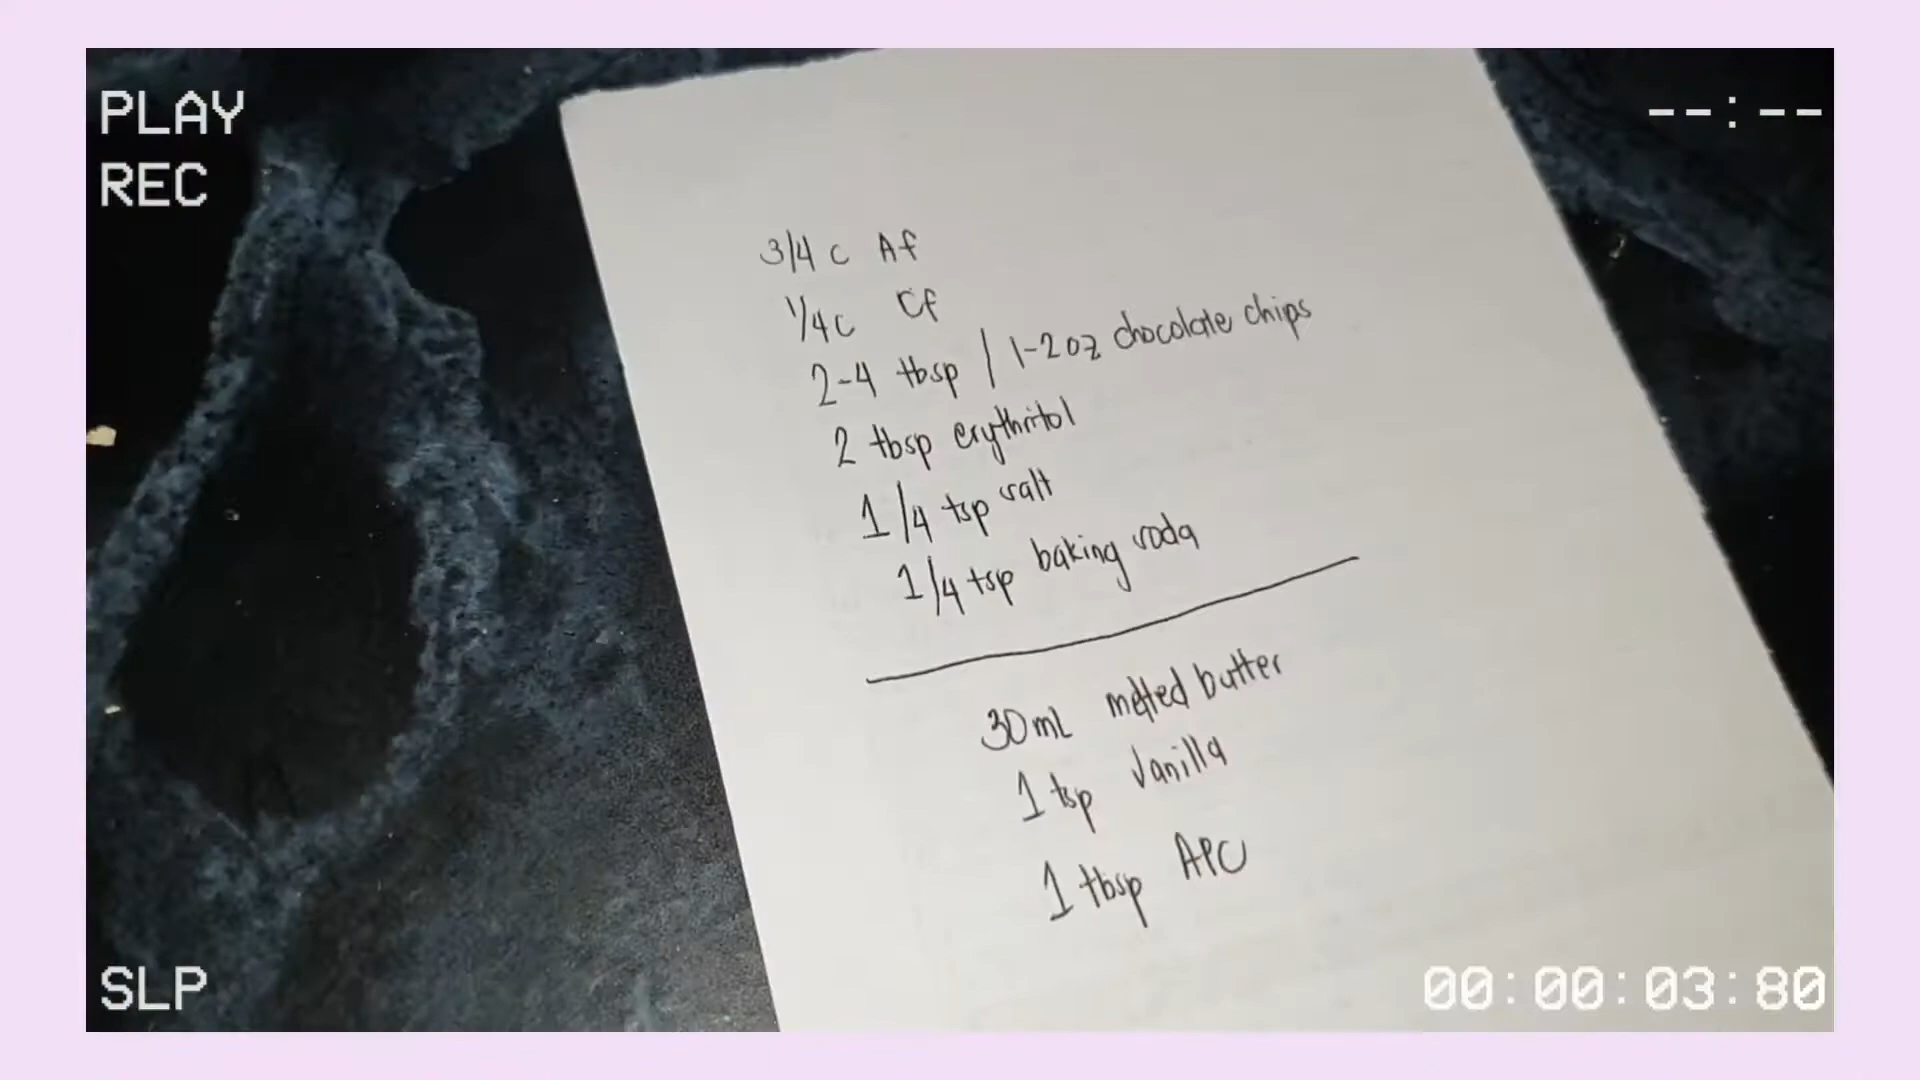 PLAY
--:--
REC
3/4 c Af
1/4 c Cf
2-4 tbsp / 1-2 oz chocolate chips
2 tbsp erythritol
1/4 tsp salt
1/4 tsp baking soda
30 mL melted butter
1 tsp vanilla
1 tbsp APC
SLP
00:00:03:80